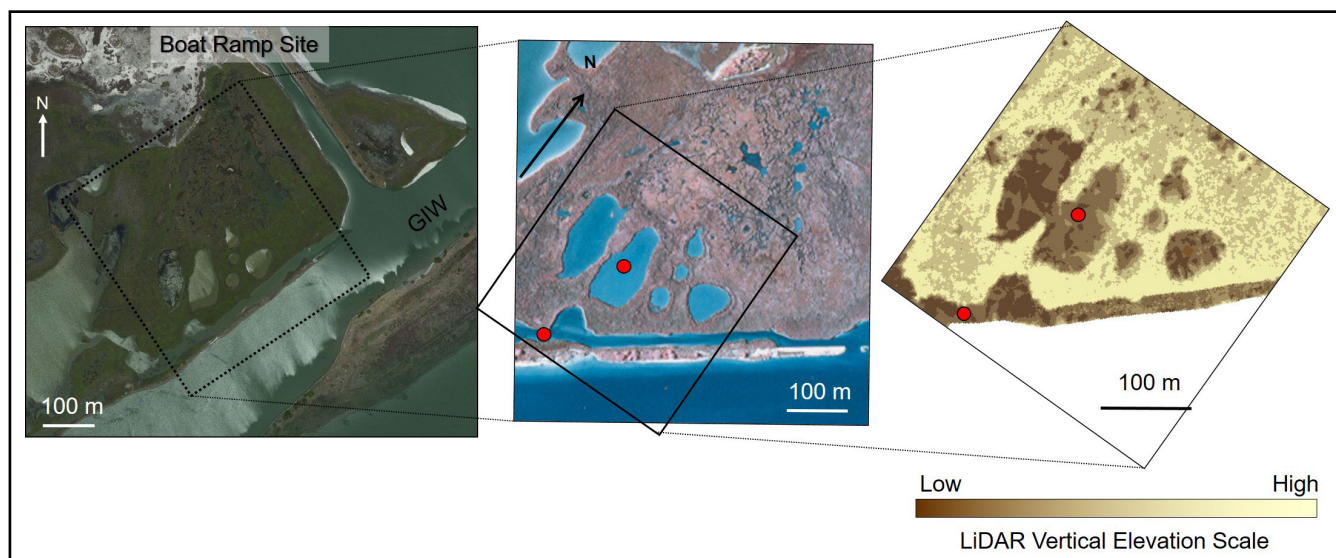 Boat Ramp Site
N
GIW
100 m
N
100 m
100 m
Low High
LiDAR Vertical Elevation Scale